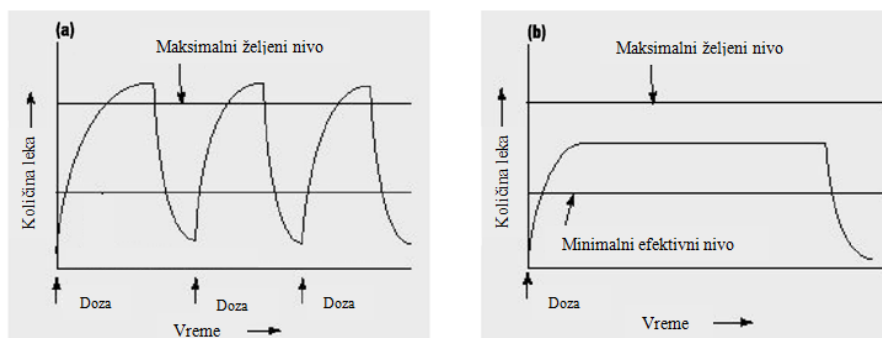 (a)
Maksimalni željeni nivo
Količina leka
Doza
Doza
Doza
Vreme
(b)
Maksimalni željeni nivo
Količina leka
Minimalni efektivni nivo
Doza
Vreme